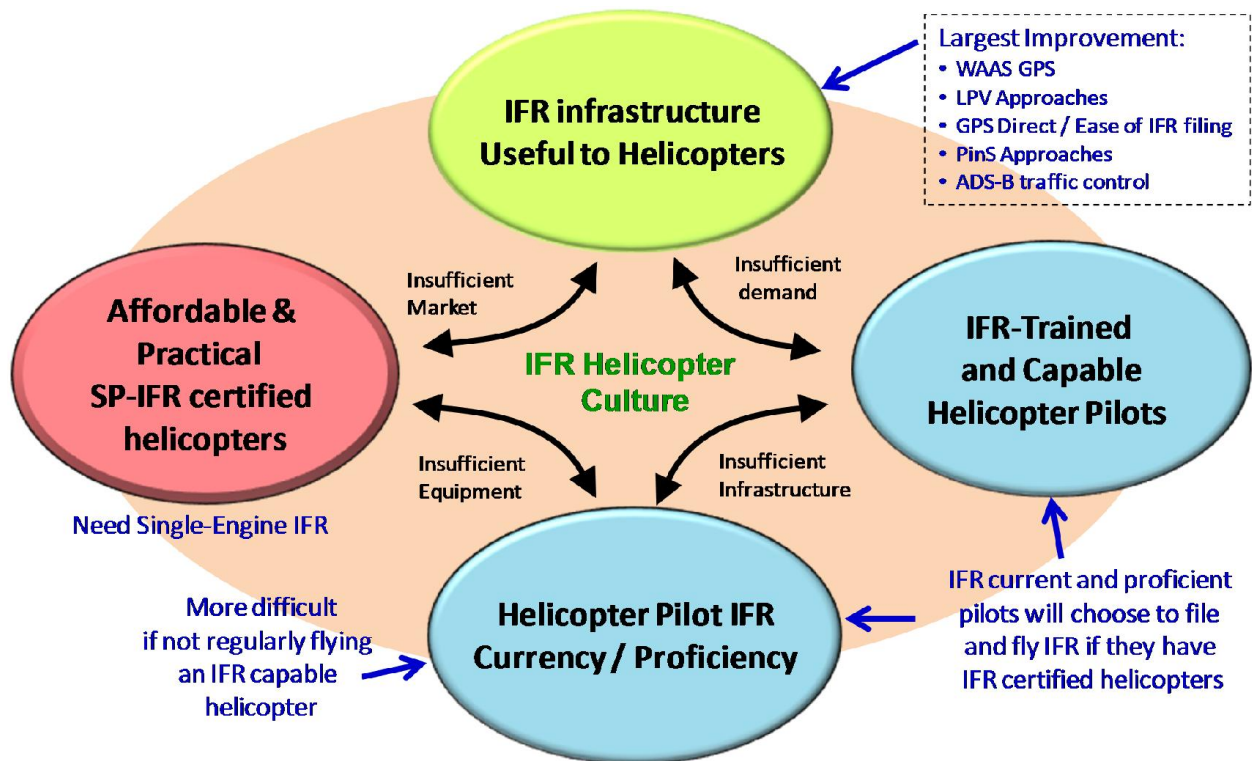 Largest Improvement:
• WAAS GPS
• LPV Approaches
• GPS Direct / Ease of IFR filing
• PinS Approaches
• ADS-B traffic control
IFR infrastructure
Useful to Helicopters
Insufficient
Market
Insufficient
demand
Affordable &
Practical
SP-IFR certified
helicopters
IFR Helicopter
Culture
IFR-Trained
and Capable
Helicopter Pilots
Insufficient
Equipment
Insufficient
Infrastructure
Need Single-Engine IFR
More difficult
if not regularly flying
an IFR capable
helicopter
Helicopter Pilot IFR
Currency / Proficiency
IFR current and proficient
pilots will choose to file
and fly IFR if they have
IFR certified helicopters